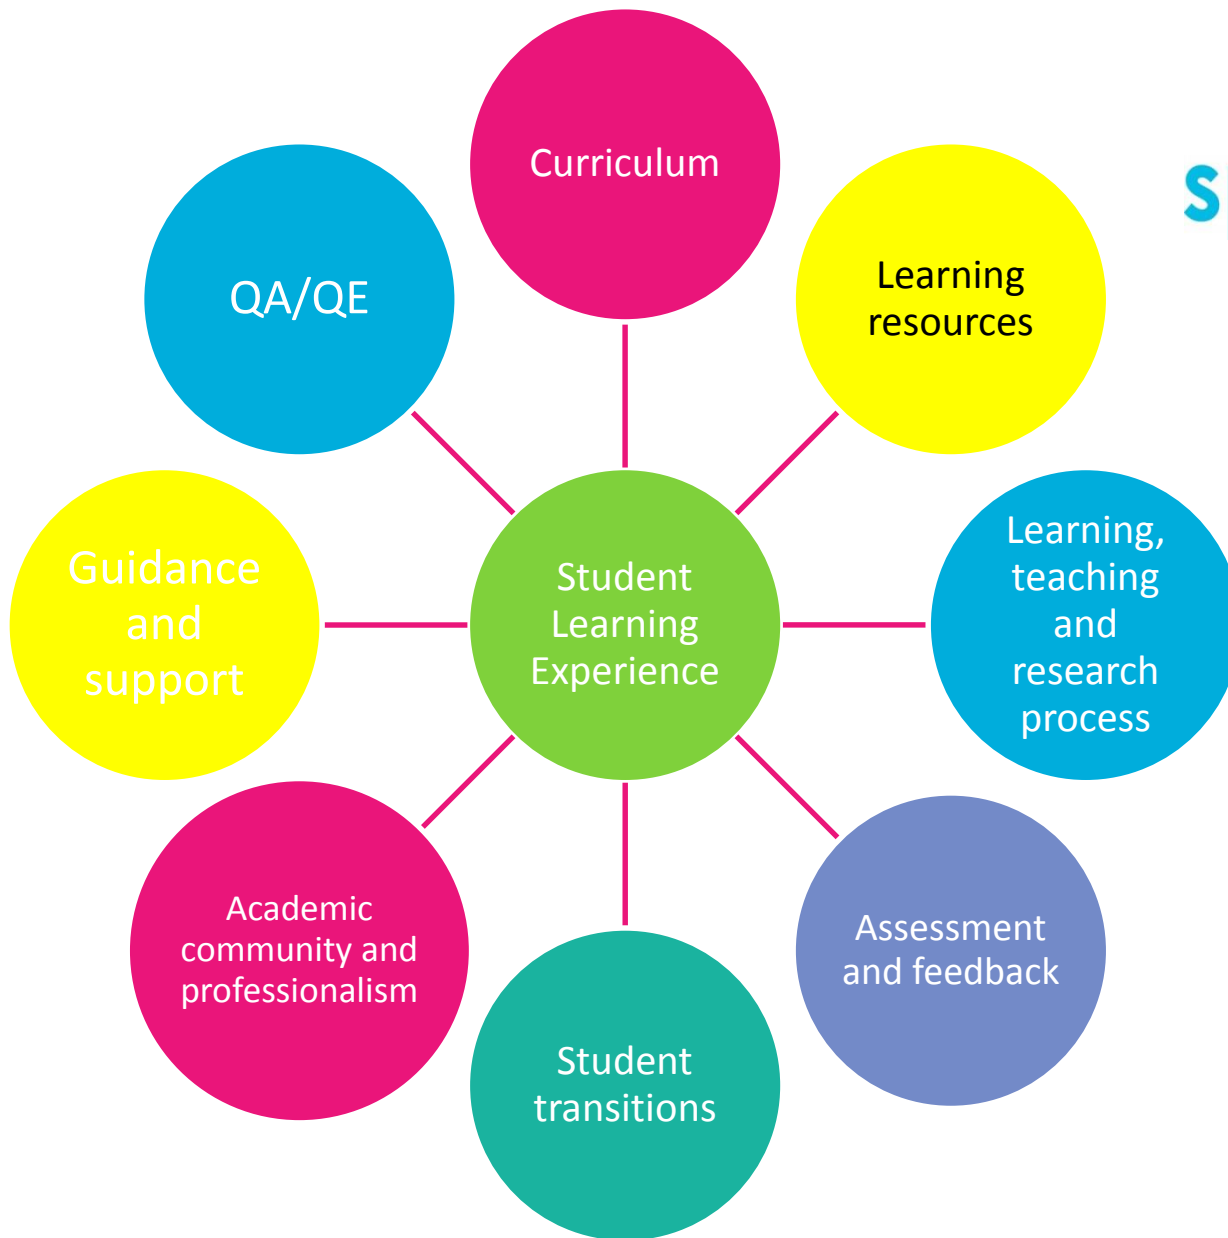 Curriculum
QA/QE
Learning
resources
Guidance
and
support
Student
Learning
Experience
Learning,
teaching
and
research
process
Academic
community and
professionalism
Assessment
and feedback
Student
transitions